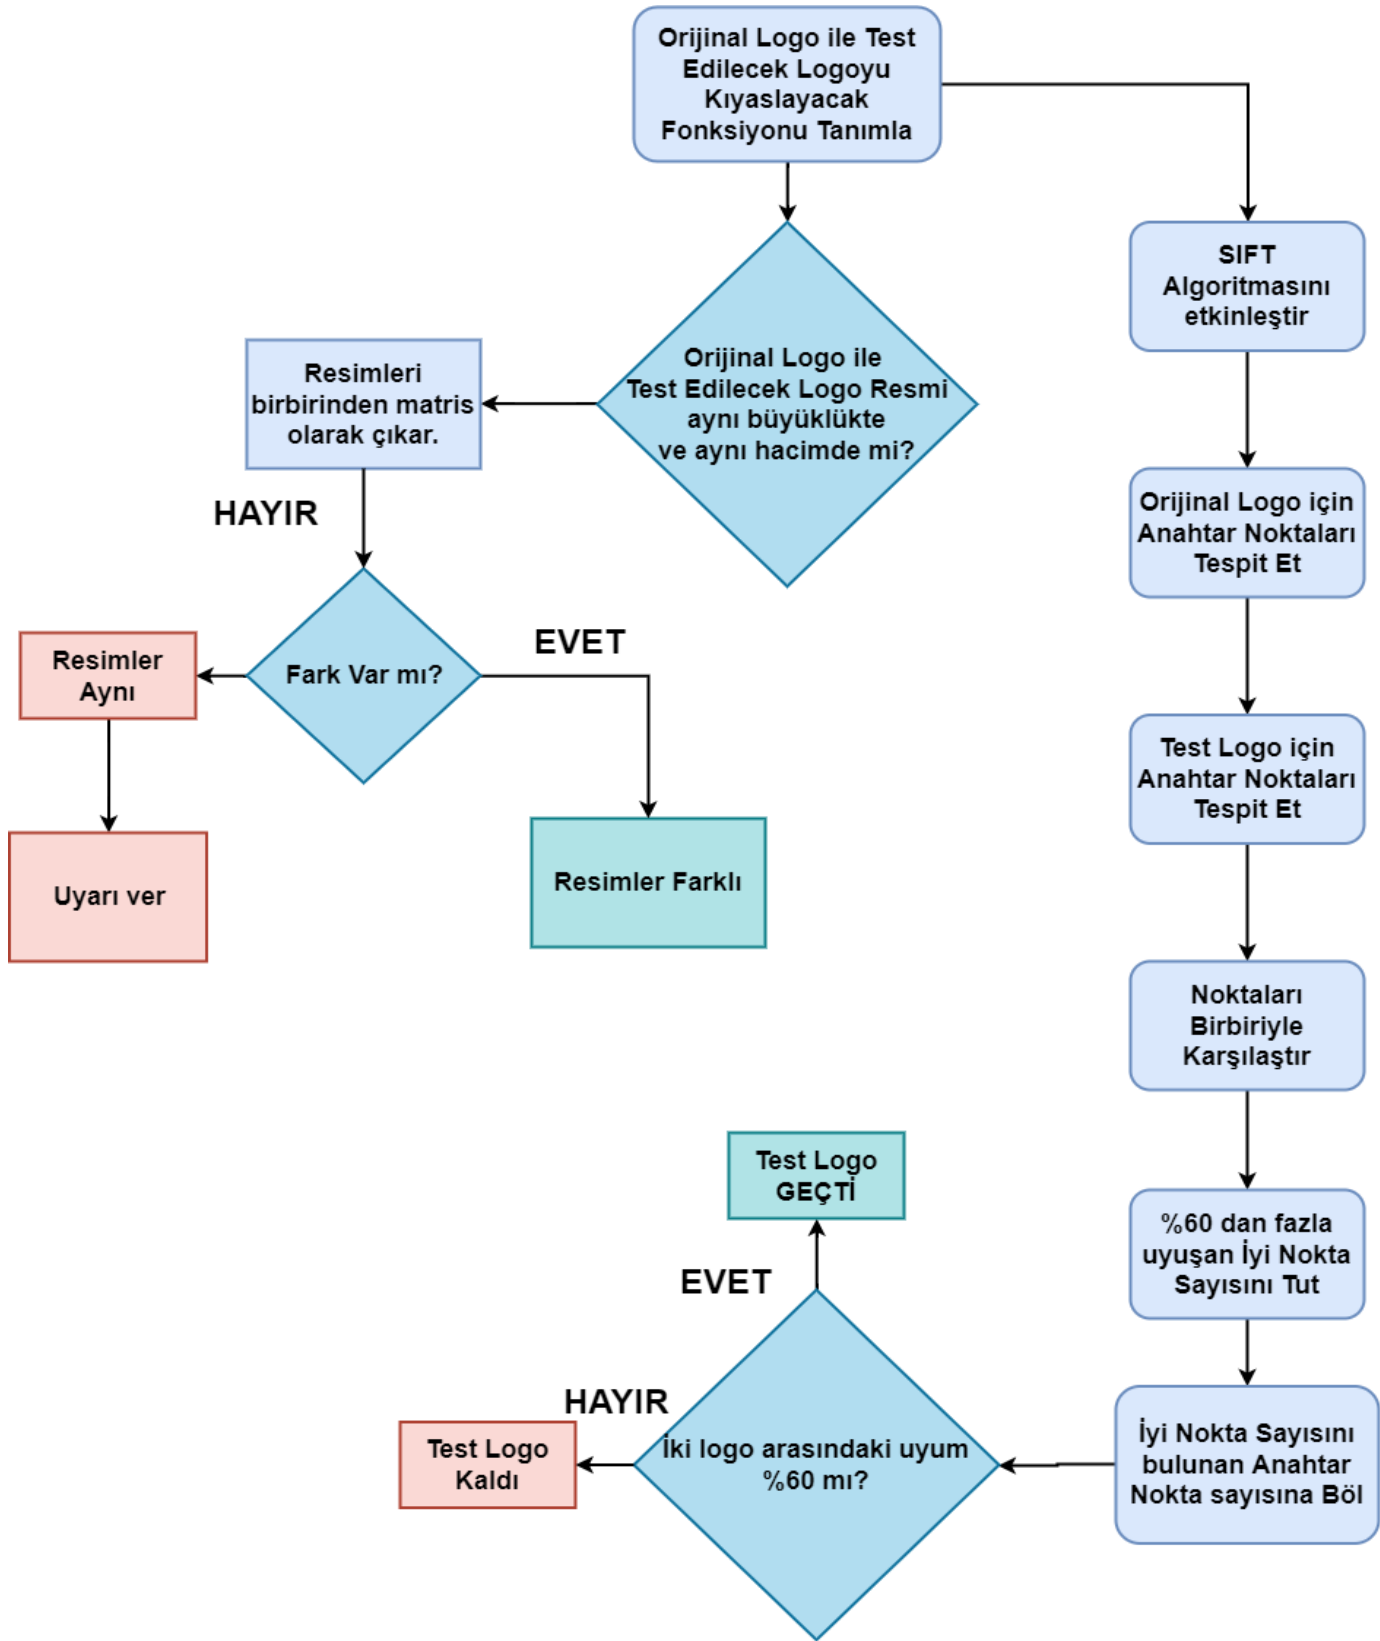 Orijinal Logo ile Test
Edilecek Logoyu
Kıyaslayacak
Fonksiyonu Tanımla
SIFT
Algoritmasını
etkinleştir
Orijinal Logo ile
Test Edilecek Logo Resmi
aynı büyüklükte
ve aynı hacimde mi?
Resimleri
birbirinden matris
olarak çıkar.
HAYIR
Orijinal Logo için
Anahtar Noktaları
Tespit Et
EVET
Resimler
Aynı
Fark Var mı?
Test Logo için
Anahtar Noktaları
Tespit Et
Uyarı ver
Resimler Farklı
Noktaları
Birbiriyle
Karşılaştır
Test Logo
GEÇTİ
%60 dan fazla
uyuşan İyi Nokta
Sayısını Tut
EVET
HAYIR
Test Logo
Kaldı
İki logo arasındaki uyum
%60 mı?
İyi Nokta Sayısını
bulunan Anahtar
Nokta sayısına Böl